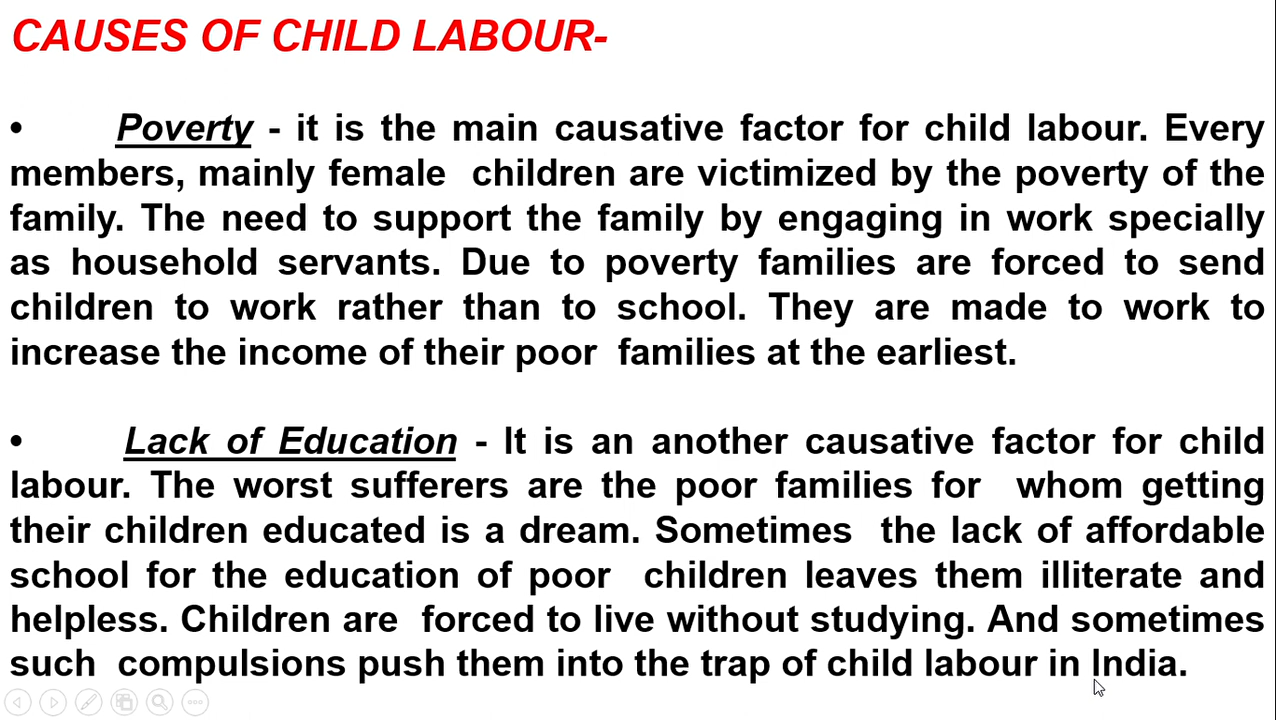 CAUSES OF CHILD LABOUR-
• Poverty - it is the main causative factor for child labour. Every
members, mainly female children are victimized by the poverty of the
family. The need to support the family by engaging in work specially
as household servants. Due to poverty families are forced to send
children to work rather than to school. They are made to work to
increase the income of their poor families at the earliest.
• Lack of Education - It is an another causative factor for child
labour. The worst sufferers are the poor families for whom getting
their children educated is a dream. Sometimes the lack of affordable
school for the education of poor children leaves them illiterate and
helpless. Children are forced to live without studying. And sometimes
such compulsions push them into the trap of child labour in India.